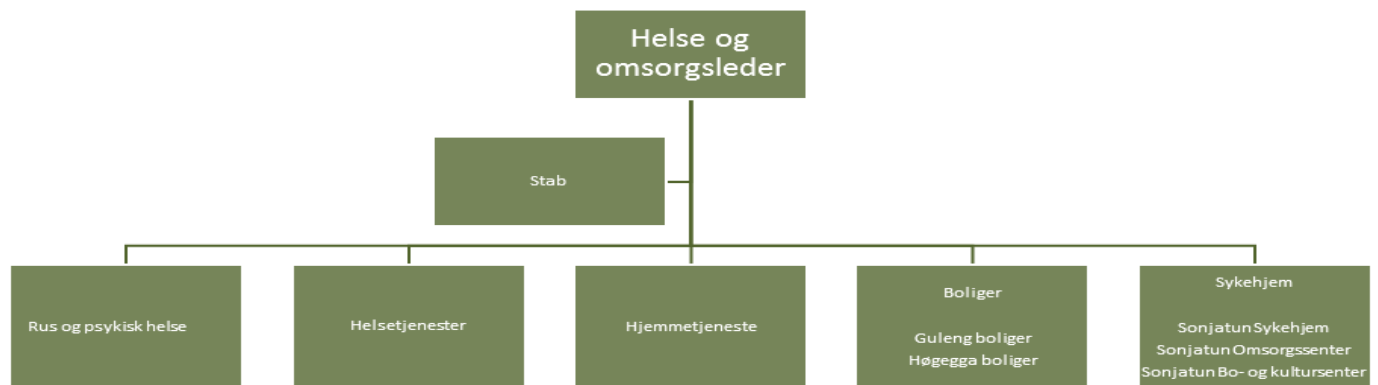 Helse og
omsorgsleder
Stab
Rus og psykisk helse
Helsetjenester
Hjemmetjeneste
Boliger
Guleng boliger
Høgegga boliger
Sykehjem
Sonjatun Sykehjem
Sonjatun Omsorgssenter
Sonjatun Bo- og kultursenter